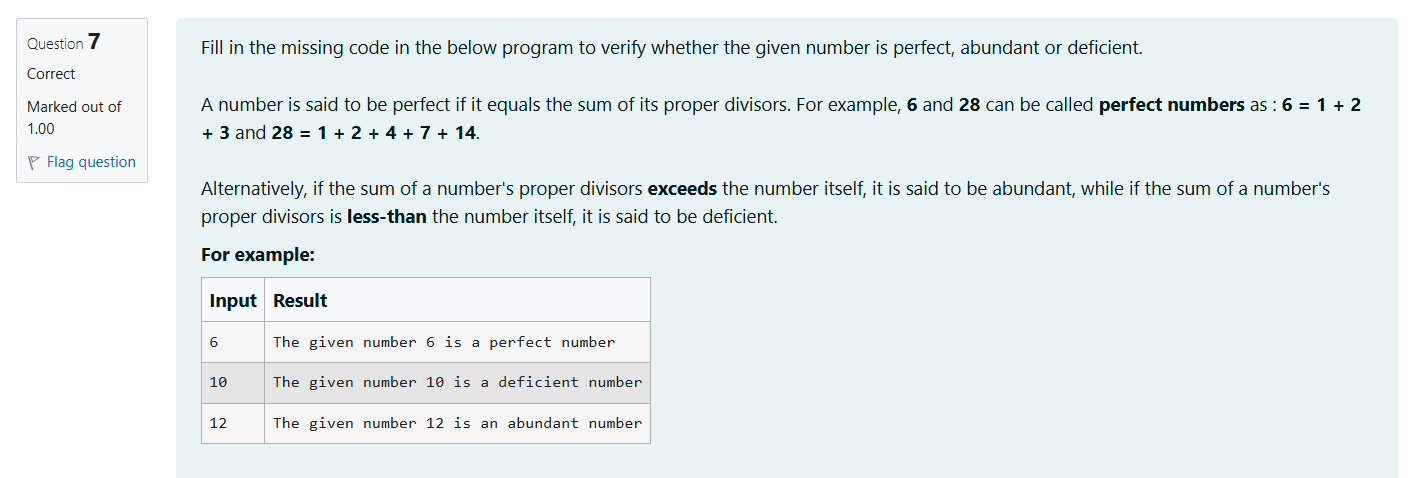 Question 7
Correct
Marked out of
1.00
Flag question
Fill in the missing code in the below program to verify whether the given number is perfect, abundant or deficient.
A number is said to be perfect if it equals the sum of its proper divisors. For example, 6 and 28 can be called perfect numbers as : 6 = 1 + 2
+ 3 and 28 = 1 + 2 + 4 + 7 + 14.
Alternatively, if the sum of a number's proper divisors exceeds the number itself, it is said to be abundant, while if the sum of a number's
proper divisors is less-than the number itself, it is said to be deficient.
For example:
Input Result
6 The given number 6 is a perfect number
10 The given number 10 is a deficient number
12 The given number 12 is an abundant number